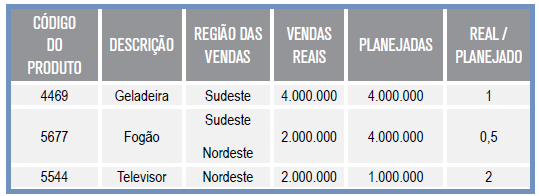 CÓDIGO DO PRODUTO DESCRIÇÃO REGIÃO DAS VENDAS VENDAS REAIS PLANEJADAS REAL / PLANEJADO
4469 Geladeira Sudeste 4.000.000 4.000.000 1
5677 Fogão Sudeste Nordeste 2.000.000 4.000.000 0,5
5544 Televisor Nordeste 2.000.000 1.000.000 2